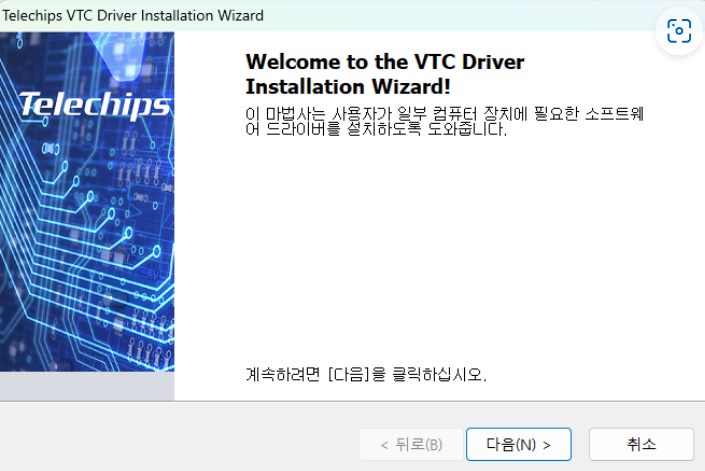 Telechips VTC Driver Installation Wizard
Telechips
Welcome to the VTC Driver
Installation Wizard!
이 마법사는 사용자가 일부 컴퓨터 장치에 필요한 소프트웨
어 드라이버를 설치하도록 도와줍니다.
계속하려면 [다음]을 클릭하십시오.
< 뒤로(B)
다음(N) >
취소